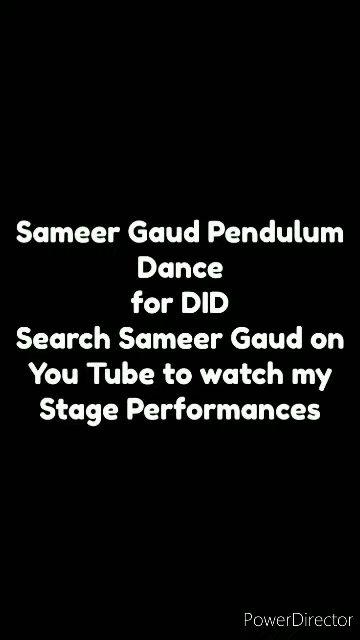 Sameer Gaud Pendulum
Dance
for DID
Search Sameer Gaud on
You Tube to watch my
Stage Performances
PowerDirector